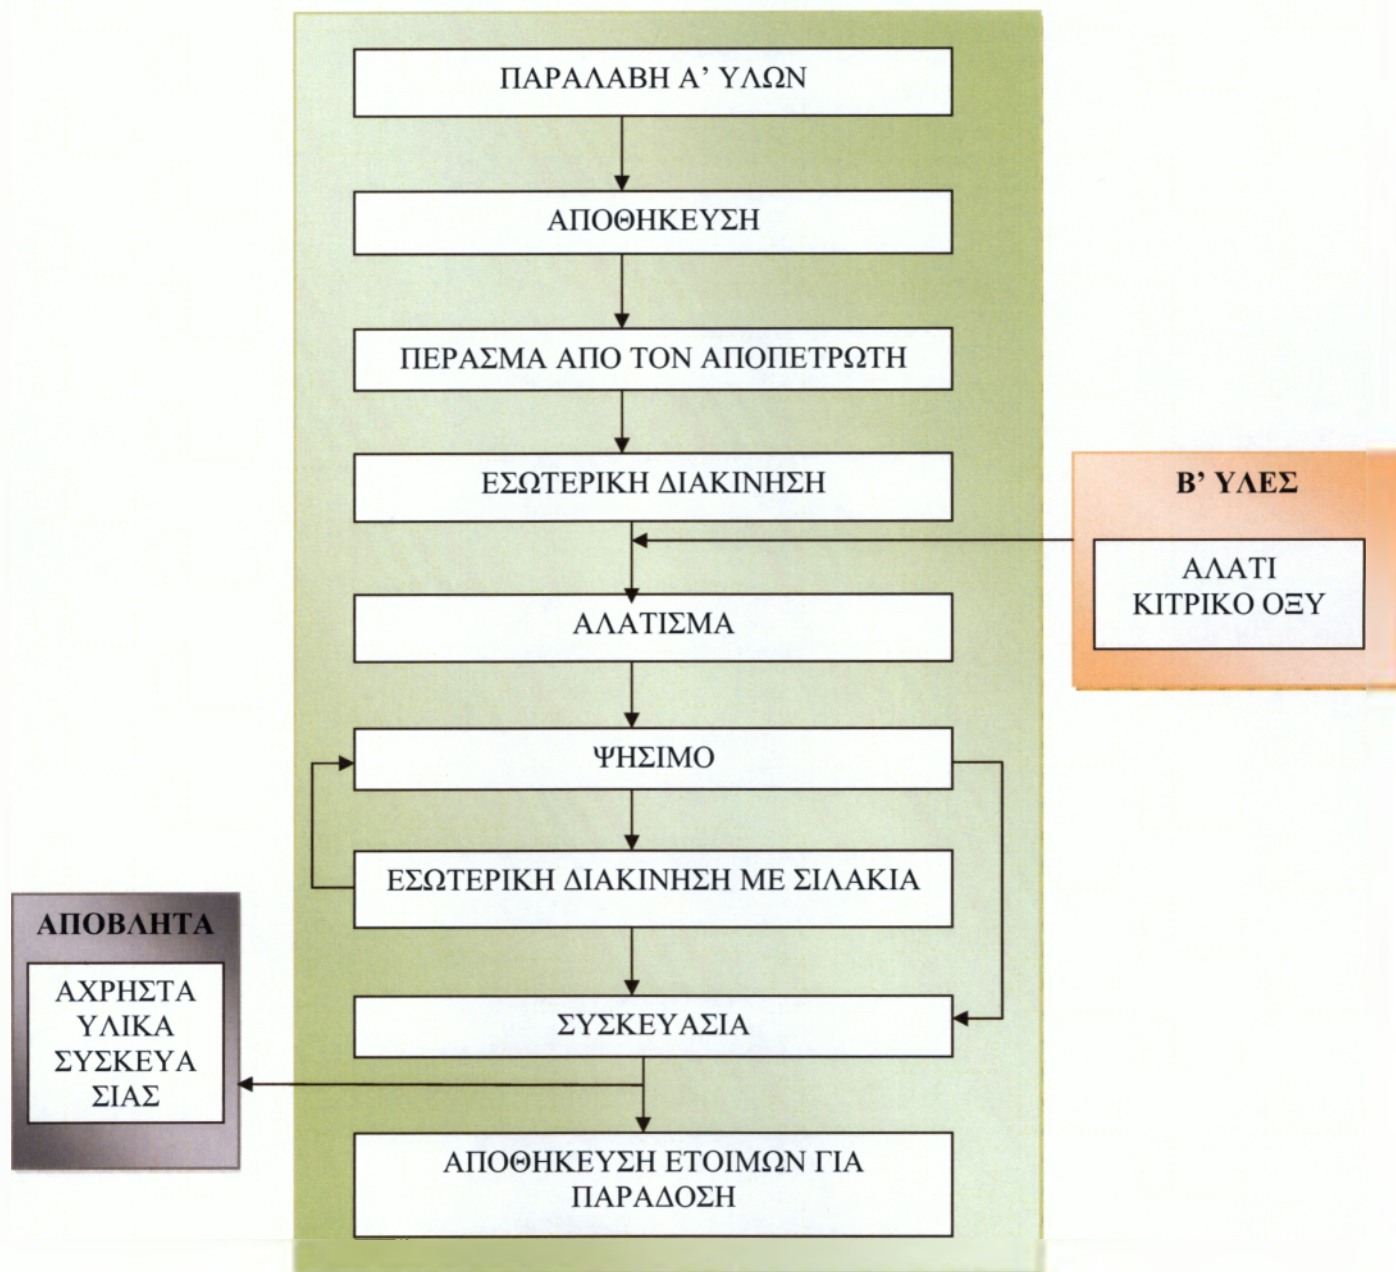 ΠΑΡΑΛΑΒΗ Α' ΥΛΩΝ
ΑΠΟΘΗΚΕΥΣΗ
ΠΕΡΑΣΜΑ ΑΠΟ ΤΟΝ ΑΠΟΠΕΤΡΩΤΗ
ΕΣΩΤΕΡΙΚΗ ΔΙΑΚΙΝΗΣΗ
Β’ ΥΛΕΣ
ΑΛΑΤΙ
ΚΙΤΡΙΚΟ ΟΞΥ
ΑΛΑΤΙΣΜΑ
ΨΗΣΙΜΟ
ΕΣΩΤΕΡΙΚΗ ΔΙΑΚΙΝΗΣΗ ΜΕ ΣΙΛΑΚΙΑ
ΑΠΟΒΛΗΤΑ
ΑΧΡΗΣΤΑ
ΥΛΙΚΑ
ΣΥΣΚΕΥΑ
ΣΙΑΣ
ΣΥΣΚΕΥΑΣΙΑ
ΑΠΟΘΗΚΕΥΣΗ ΕΤΟΙΜΩΝ ΓΙΑ
ΠΑΡΑΔΟΣΗ